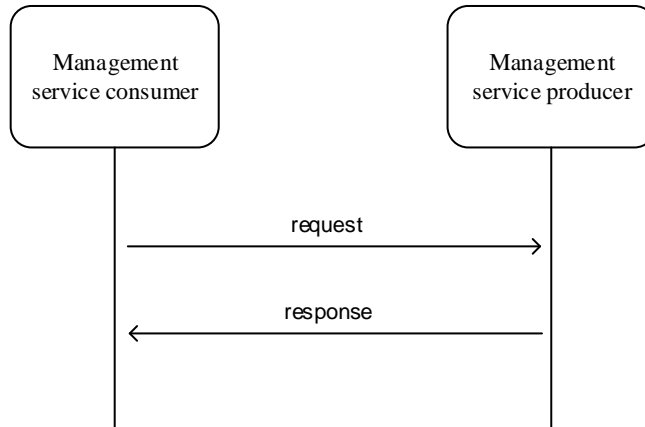 Management
service consumer
Management
service producer
request
response